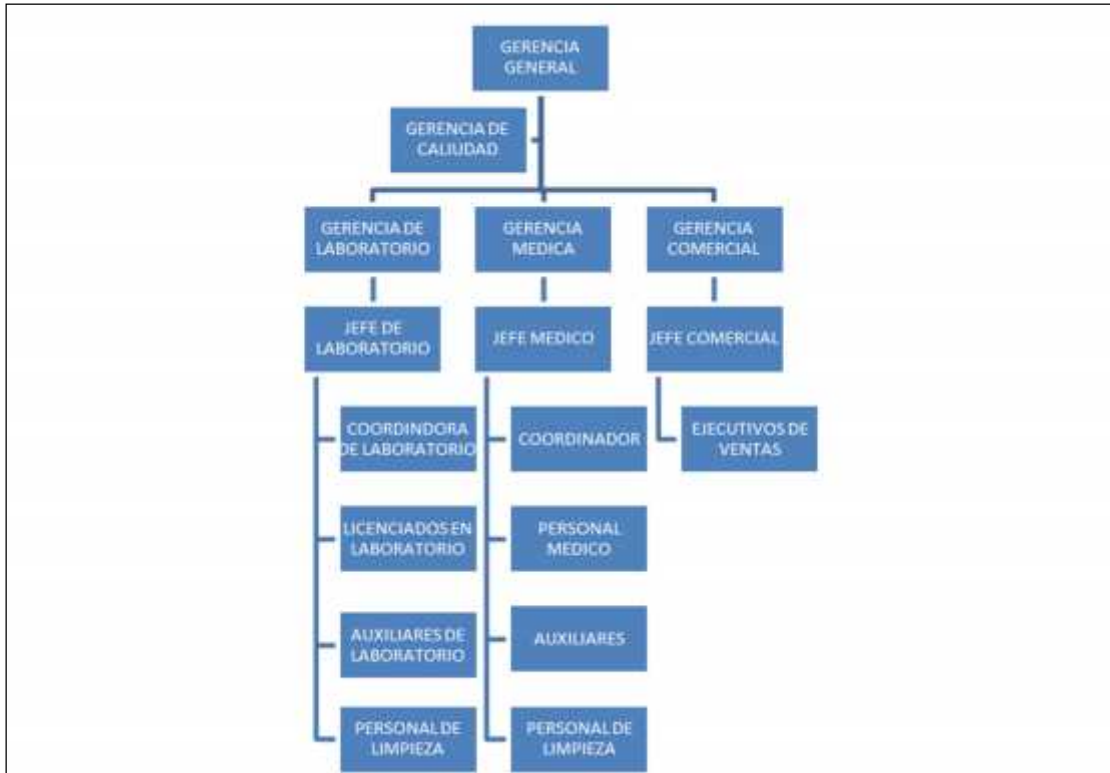 GERENCIA
GENERAL
GERENCIA DE
CALIUDAD
GERENCIA DE
LABORATORIO
GERENCIA
MEDICA
GERENCIA
COMERCIAL
JEFE DE
LABORATORIO
JEFE MEDICO
JEFE COMERCIAL
COORDINDORA
DE LABORATORIO
COORDINADOR
EJECUTIVOS DE
VENTAS
LICENCIADOS EN
LABORATORIO
PERSONAL
MEDICO
AUXILIARES DE
LABORATORIO
AUXILIARES
PERSONAL DE
LIMPIEZA
PERSONAL DE
LIMPIEZA